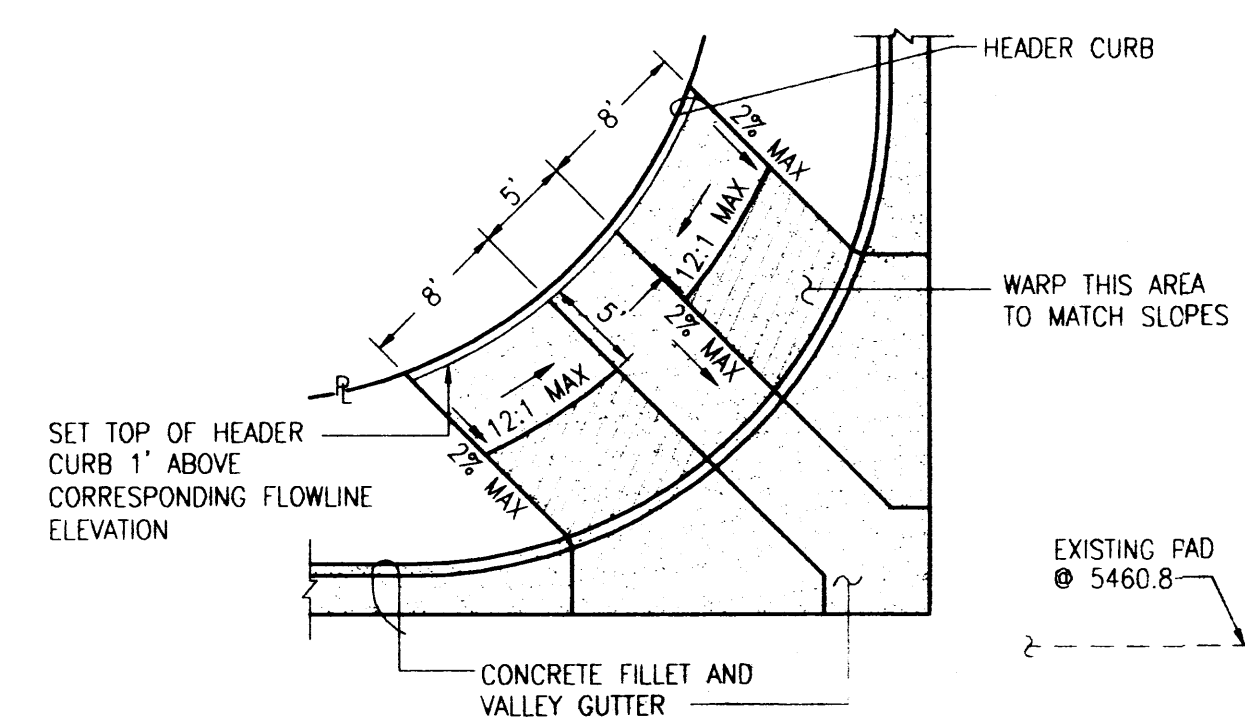 HEADER CURB
8'
2% MAX
5'
12:1 MAX
8'
5'
WARP THIS AREA
TO MATCH SLOPES
2% MAX
PL
12:1 MAX
SET TOP OF HEADER
CURB 1' ABOVE
CORRESPONDING FLOWLINE
ELEVATION
2% MAX
EXISTING PAD
@ 5460.8
CONCRETE FILLET AND
VALLEY GUTTER